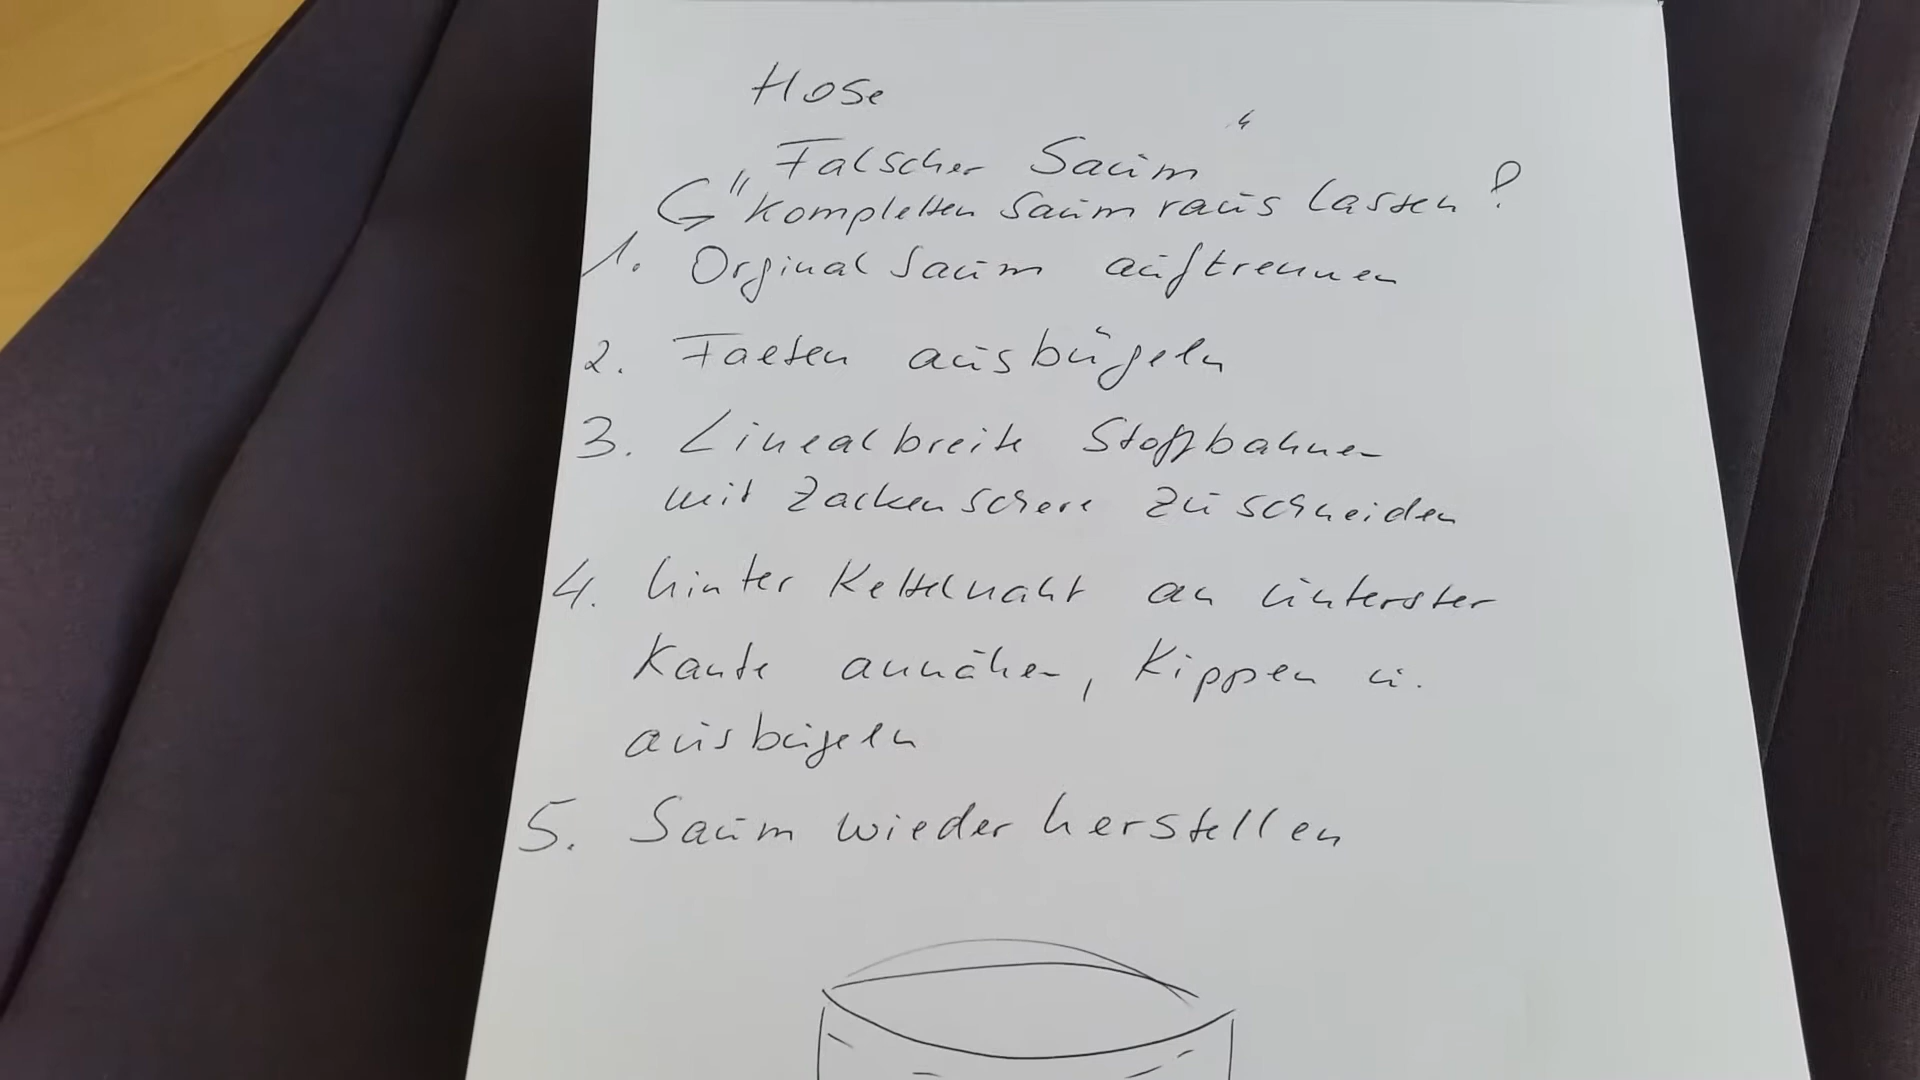 Hose
"Falscher Saum"
↳ kompletten Saum raus lassen?
1. Orginal Saum auftrennen
2. Falten ausbügeln
3. Linealbreite Stoffbahnen
mit Zackenschere zuschneiden
4. hinter Kettelnaht an unterster
Kante annähen, Kippen u.
ausbügeln
5. Saum wieder herstellen